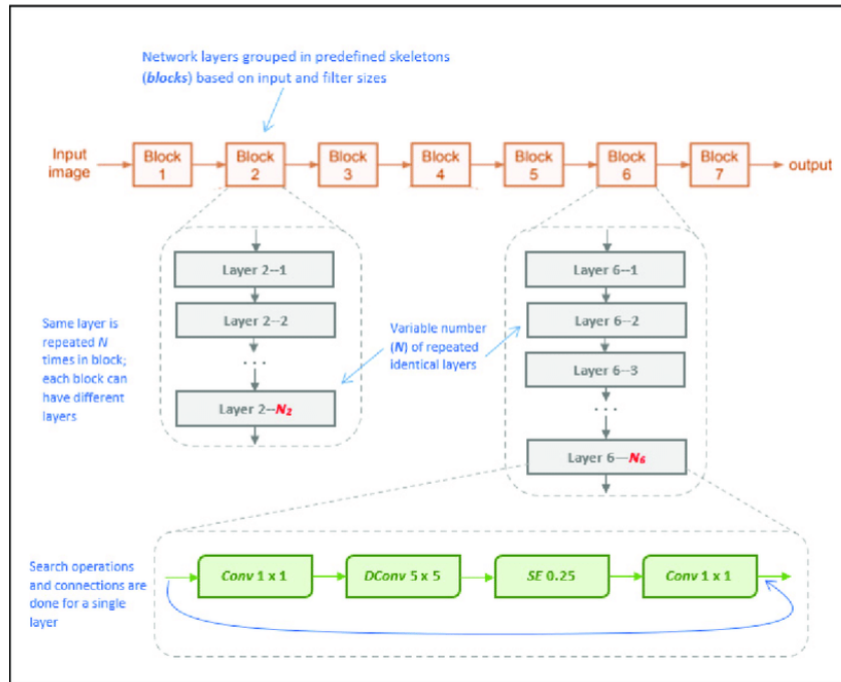 Network layers grouped in predefined skeletons
(blocks) based on input and filter sizes
Input
image
Block
1
Block
2
Block
3
Block
4
Block
5
Block
6
Block
7
output
Layer 2--1
Layer 2--2
...
Layer 2--N₂
Same layer is
repeated N
times in block;
each block can
have different
layers
Variable number
(N) of repeated
identical layers
Layer 6--1
Layer 6--2
Layer 6--3
...
Layer 6—N₆
Search operations
and connections are
done for a single
layer
Conv 1 x 1
DConv 5 x 5
SE 0.25
Conv 1 x 1